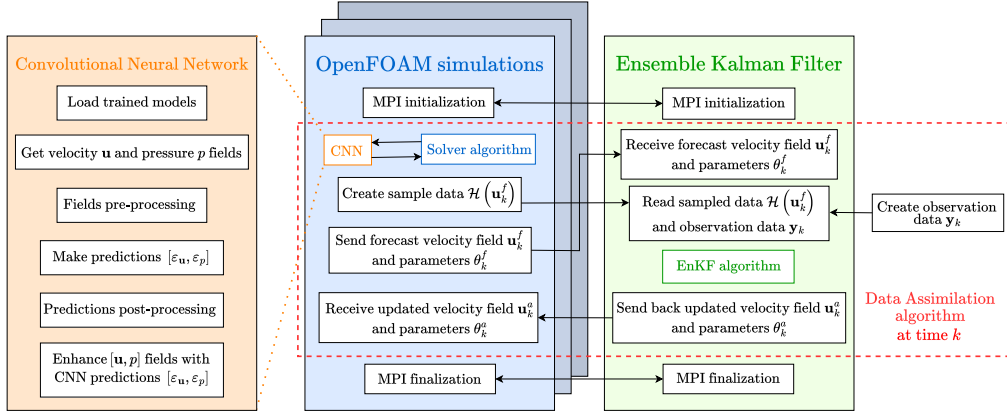 Convolutional Neural Network
Load trained models
Get velocity u and pressure p fields
Fields pre-processing
Make predictions [ε_u, ε_p]
Predictions post-processing
Enhance [u, p] fields with
CNN predictions [ε_u, ε_p]
OpenFOAM simulations
MPI initialization
CNN
Solver algorithm
Create sample data ℋ(u_k^f)
Send forecast velocity field u_k^f
and parameters θ_k^f
Receive updated velocity field u_k^a
and parameters θ_k^a
MPI finalization
Ensemble Kalman Filter
MPI initialization
Receive forecast velocity field u_k^f
and parameters θ_k^f
Read sampled data ℋ(u_k^f)
and observation data y_k
EnKF algorithm
Send back updated velocity field u_k^a
and parameters θ_k^a
MPI finalization
Create observation
data y_k
Data Assimilation
algorithm
at time k